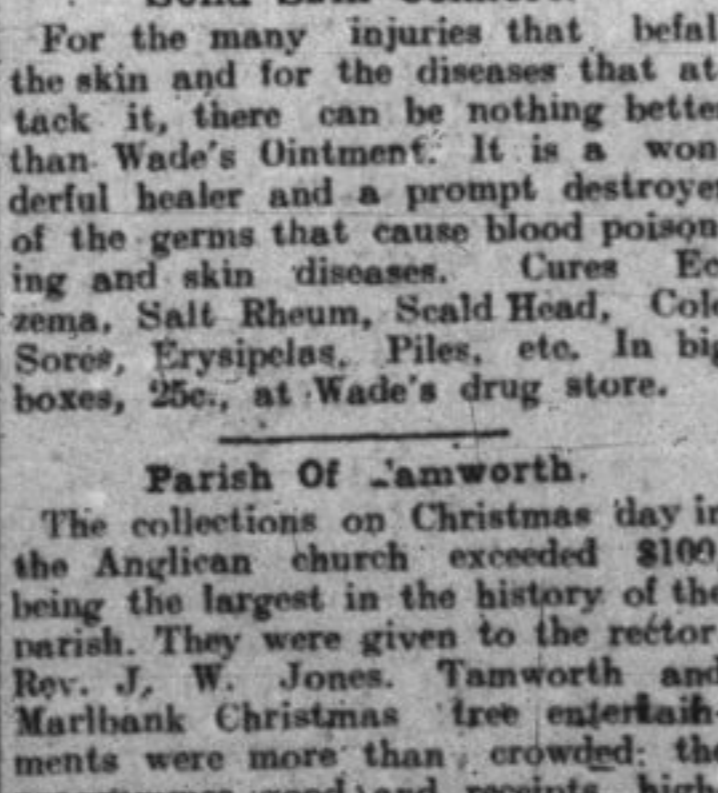 For the many injuries that befal
the skin and for the diseases that at
tack it, there can be nothing bette
than Wade's Ointment. It is a won
derful healer and a prompt destroye
of the germs that cause blood poison
ing and skin diseases. Cures Ec
zema, Salt Rheum, Scald Head, Col
Sores, Erysipelas, Piles, etc. In big
boxes, 25c., at Wade's drug store.
Parish Of Tamworth.
The collections on Christmas day in
the Anglican church exceeded $100,
being the largest in the history of the
parish. They were given to the rector,
Rev. J. W. Jones. Tamworth and
Marlbank Christmas tree entertain
ments were more than crowded; the
good and receipts high